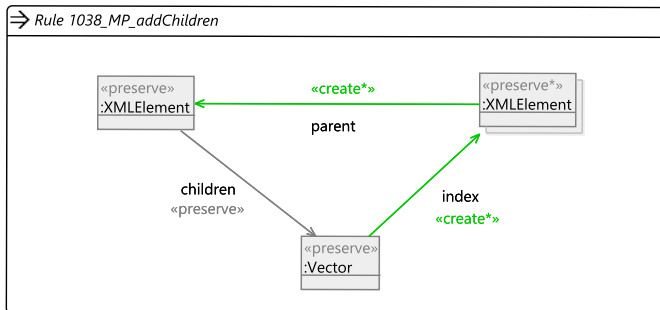 Rule 1038_MP_addChildren
«preserve»
:XMLElement
«create*»
parent
«preserve*»
:XMLElement
children
«preserve»
index
«create*»
«preserve»
:Vector